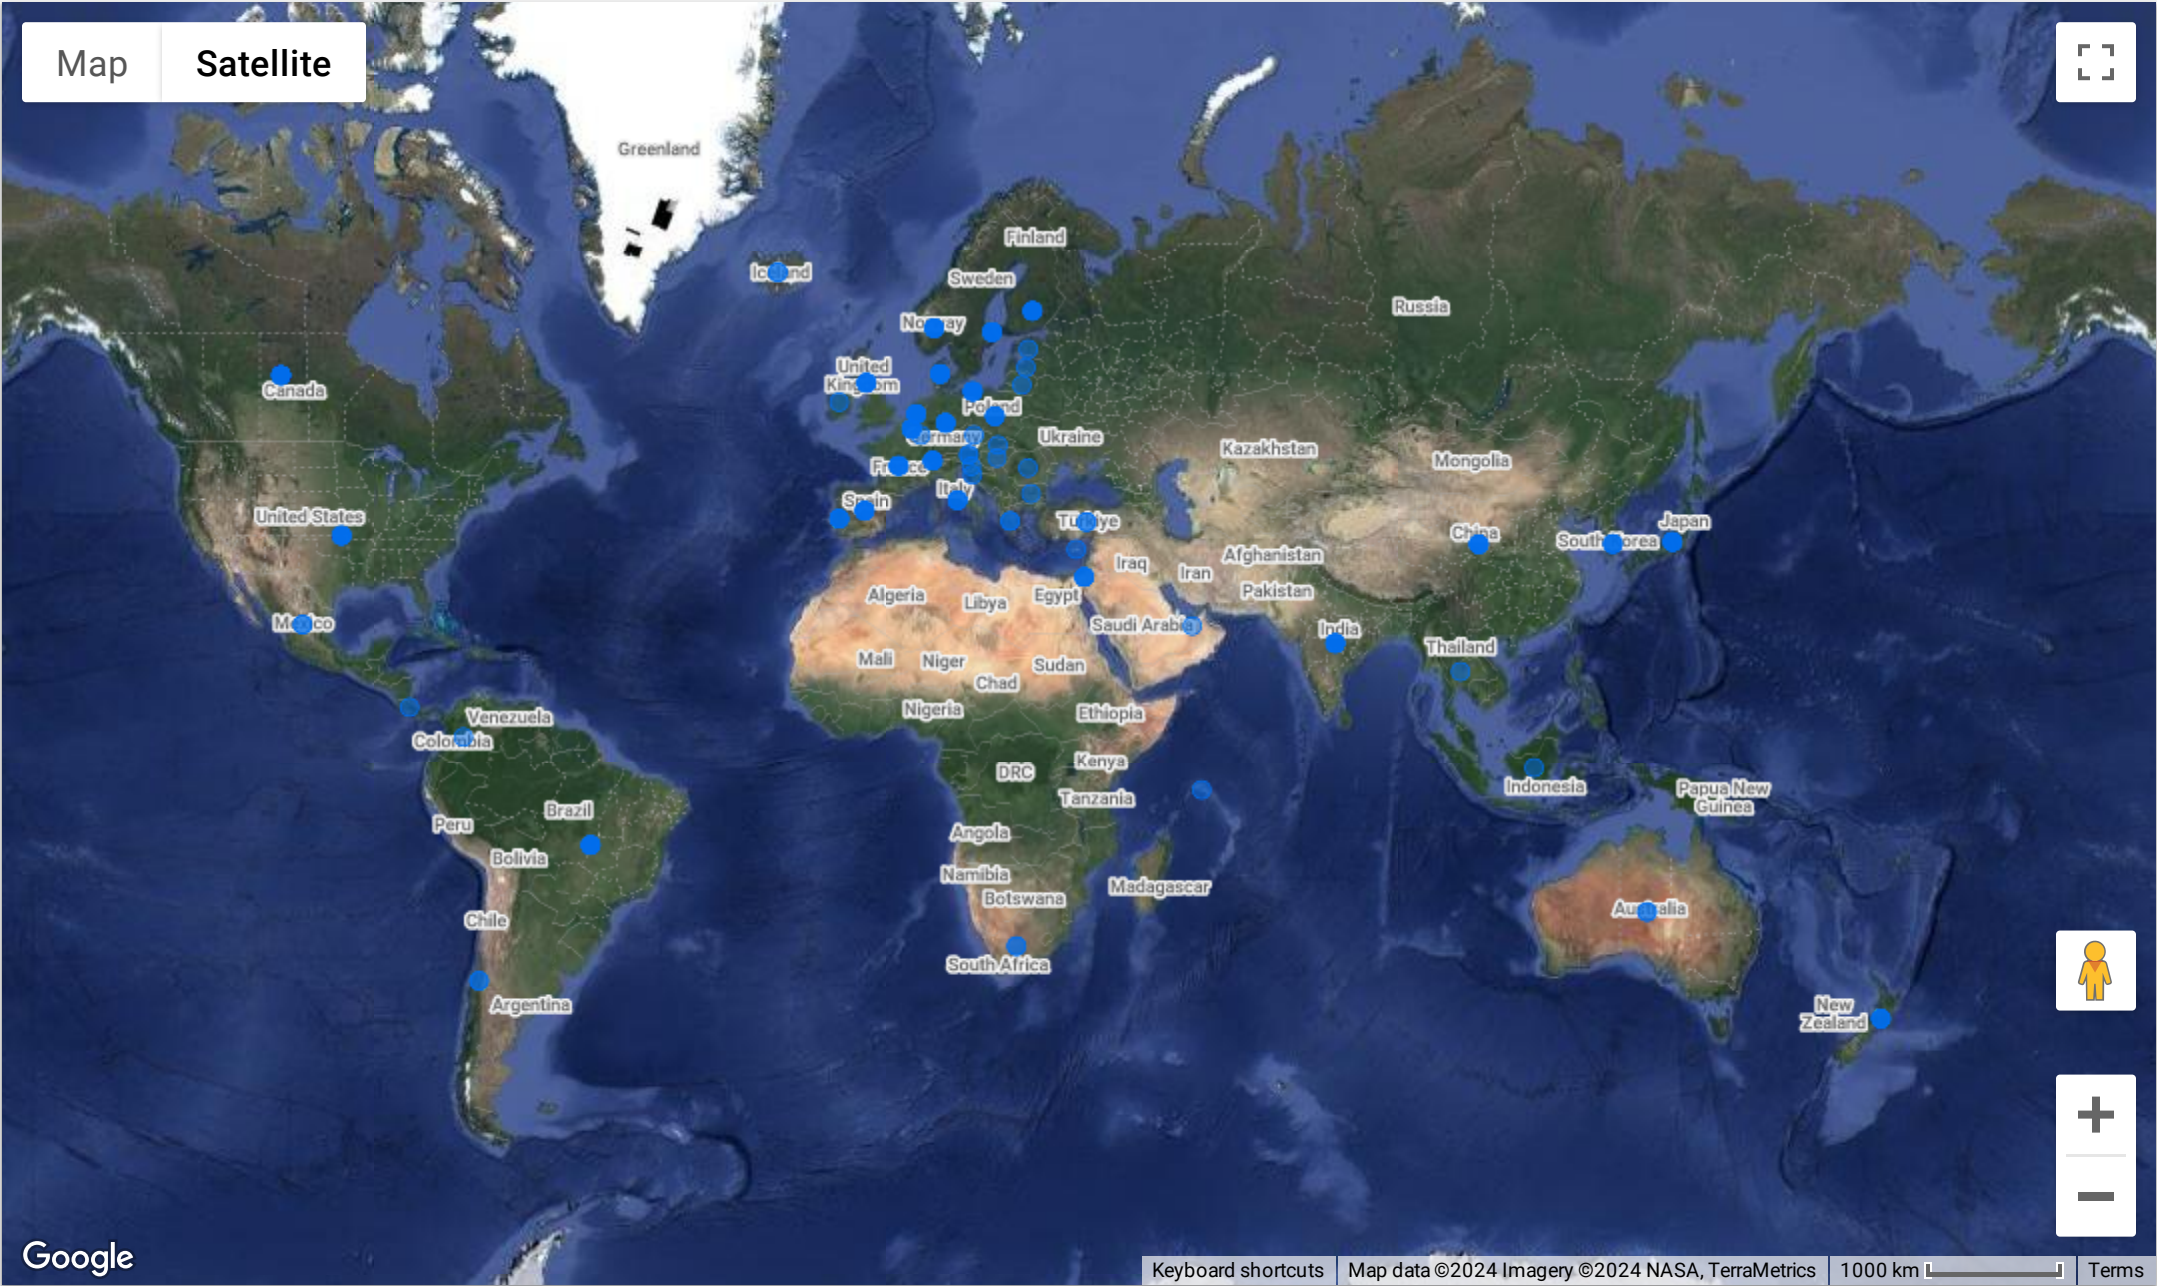 Map
Satellite
Greenland
Finland
Iceland
Sweden
Russia
Norway
United
Kingdom
Canada
Poland
Germany
Ukraine
Kazakhstan
Mongolia
France
Italy
Spain
United States
Türkiye
Japan
China
South Korea
Afghanistan
Iraq
Iran
Pakistan
Algeria
Libya
Egypt
Mexico
Saudi Arabia
India
Thailand
Mali
Niger
Sudan
Chad
Nigeria
Ethiopia
Venezuela
Colombia
Kenya
DRC
Tanzania
Indonesia
Papua New
Guinea
Brazil
Peru
Angola
Bolivia
Namibia
Madagascar
Botswana
Australia
Chile
South Africa
Argentina
New
Zealand
Google
Keyboard shortcuts
Map data ©2024 Imagery ©2024 NASA, TerraMetrics
1000 km
Terms